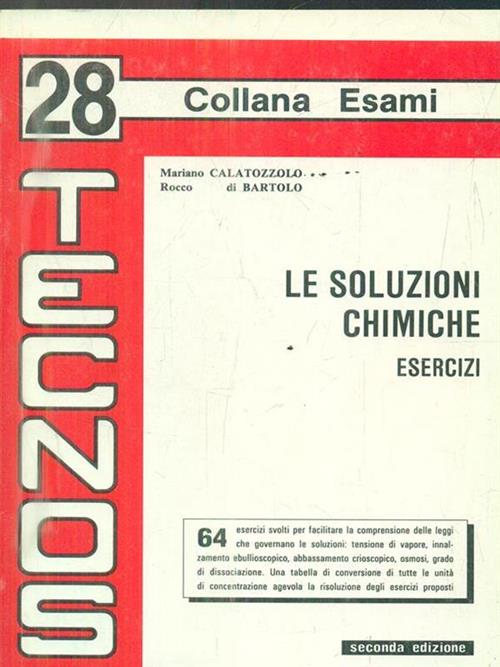 28
Collana Esami
TECNOS
Mariano CALATOZZOLO
Rocco di BARTOLO
LE SOLUZIONI
CHIMICHE
ESERCIZI
64 esercizi svolti per facilitare la comprensione delle leggi
che governano le soluzioni: tensione di vapore, innal-
zamento ebullioscopico, abbassamento crioscopico, osmosi, grado
di dissociazione. Una tabella di conversione di tutte le unità
di concentrazione agevola la risoluzione degli esercizi proposti
seconda edizione